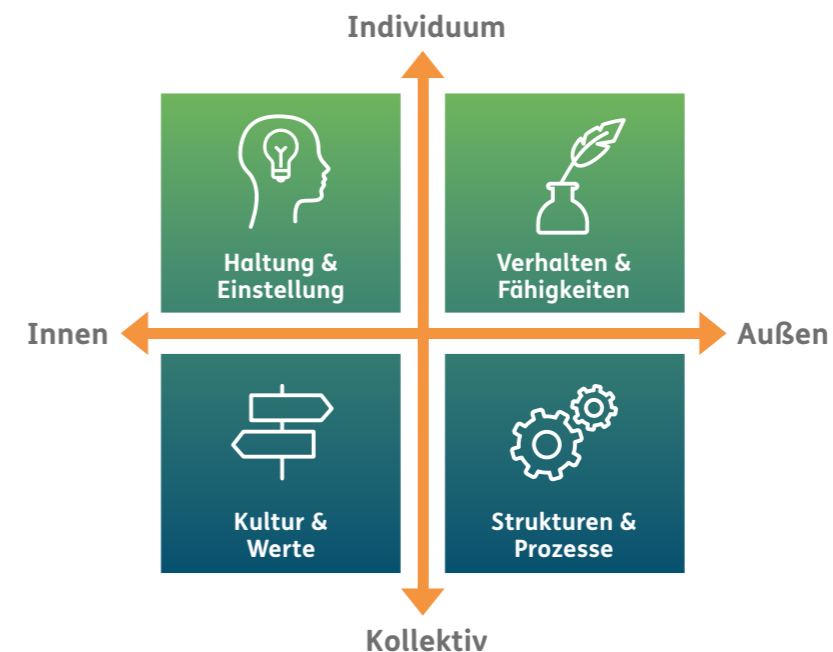 Individuum
Haltung &
Einstellung
Verhalten &
Fähigkeiten
Innen
Außen
Kultur &
Werte
Strukturen &
Prozesse
Kollektiv